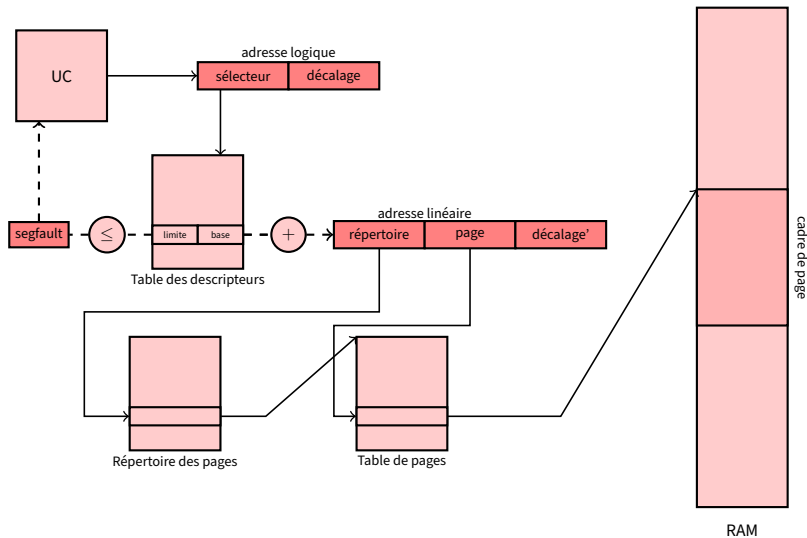 adresse logique
UC
sélecteur
décalage
segfault
≤
limite
base
+
adresse linéaire
répertoire
page
décalage’
Table des descripteurs
Répertoire des pages
Table de pages
cadre de page
RAM